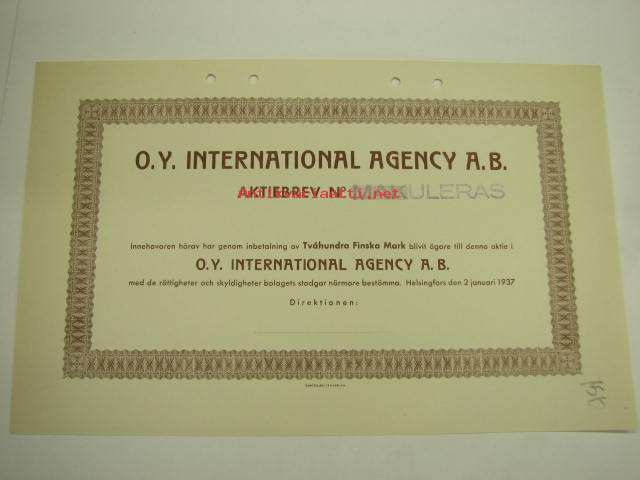 O.Y. INTERNATIONAL AGENCY A.B.
AKTIEBREV Nr MAKULERAS
Innehavaren härav har genom inbetalning av Tvåhundra Finska Mark blivit ägare till denna aktie i
O.Y. INTERNATIONAL AGENCY A.B.
med de rättigheter och skyldigheter bolagets stadgar närmare bestämma. Helsingfors den 2 januari 1937
Direktionen: